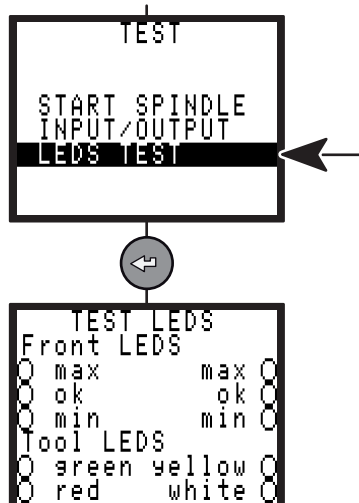 TEST
START SPINDLE
INPUT/OUTPUT
LEDS TEST
TEST LEDS
Front LEDS
max max
ok ok
min min
Tool LEDS
green yellow
red white